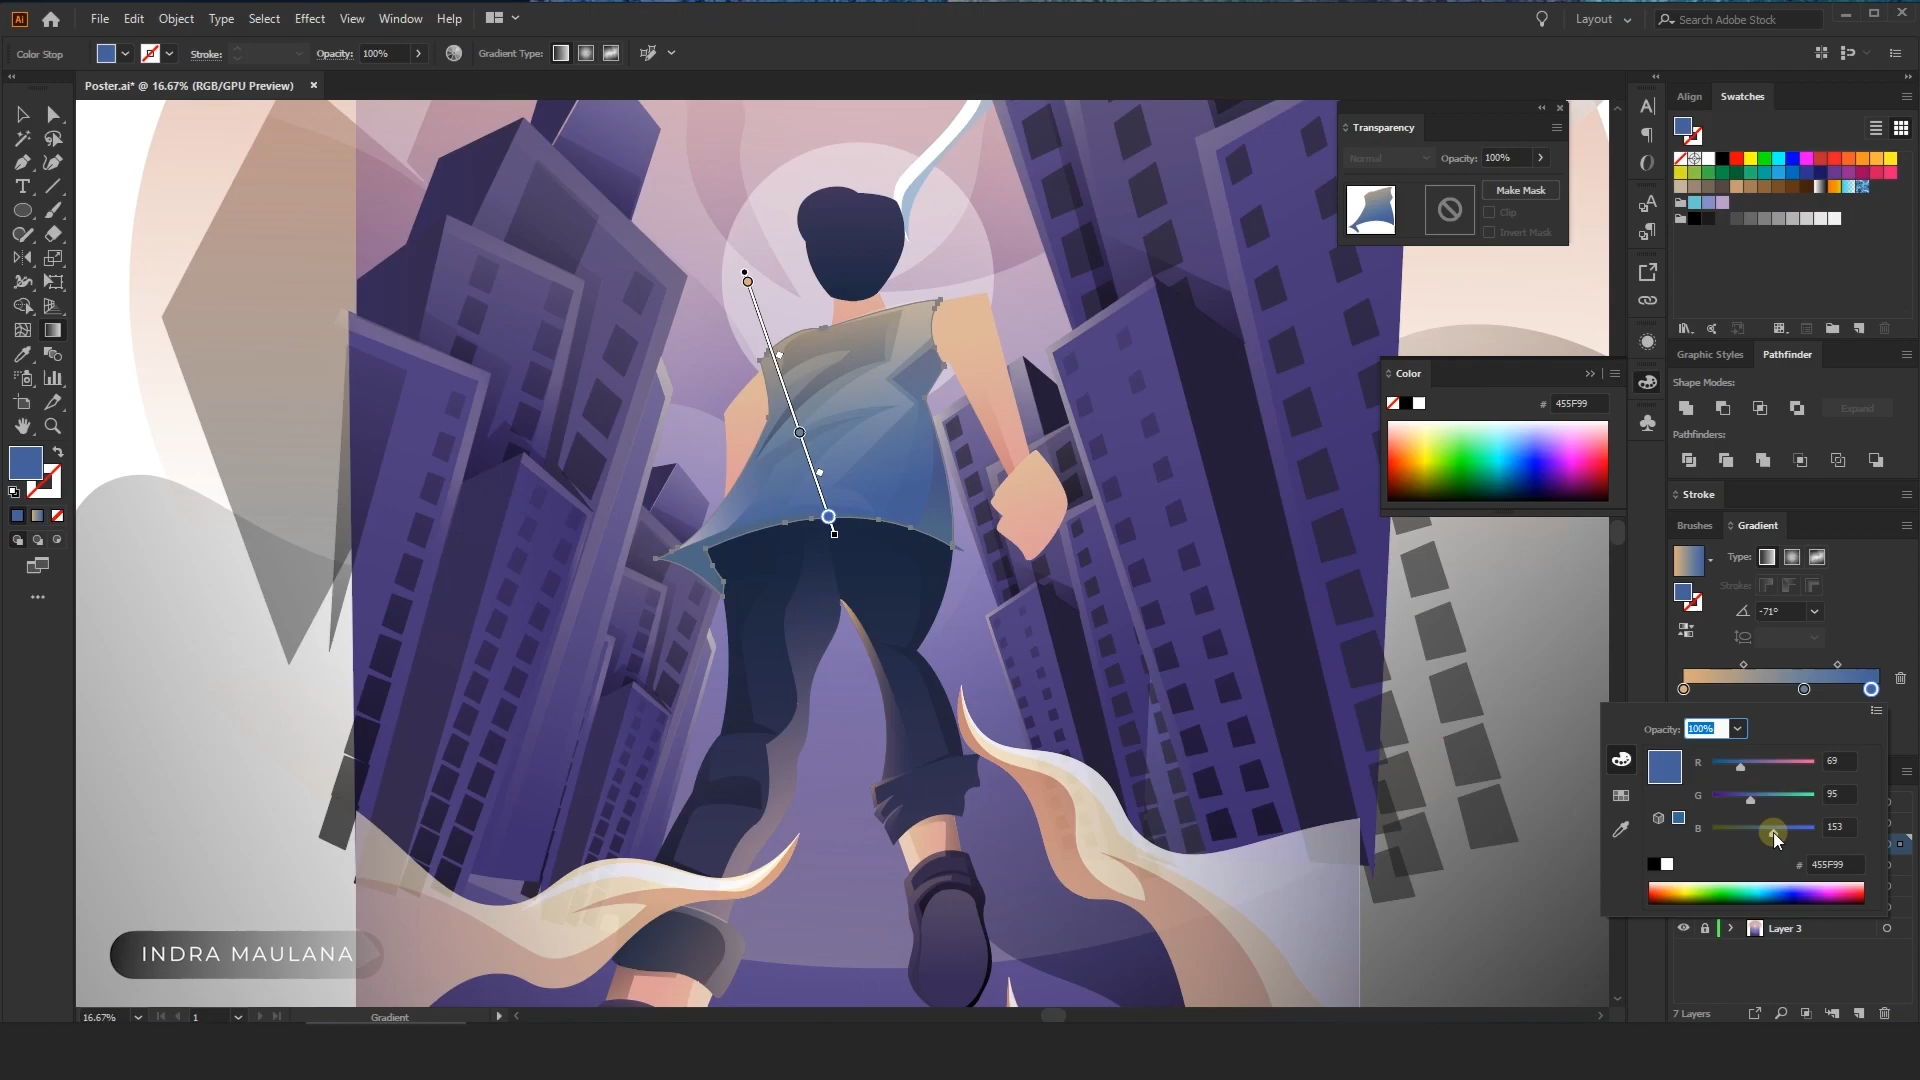 Ai File Edit Object Type Select Effect View Window Help Layout Search Adobe Stock
Color Stop Stroke: Opacity: 100% Gradient Type:
Poster.ai* @ 16.67% (RGB/GPU Preview)
Align Swatches
Transparency
Normal Opacity: 100%
Make Mask
Clip
Invert Mask
Graphic Styles Pathfinder
Shape Modes:
Expand
Pathfinders:
Color
# 455F99
Stroke
Brushes Gradient
Type:
Stroke:
-71°
Opacity: 100%
R 69
G 95
B 153
# 455F99
Layer 3
7 Layers
INDRA MAULANA
16.67% 1 Gradient